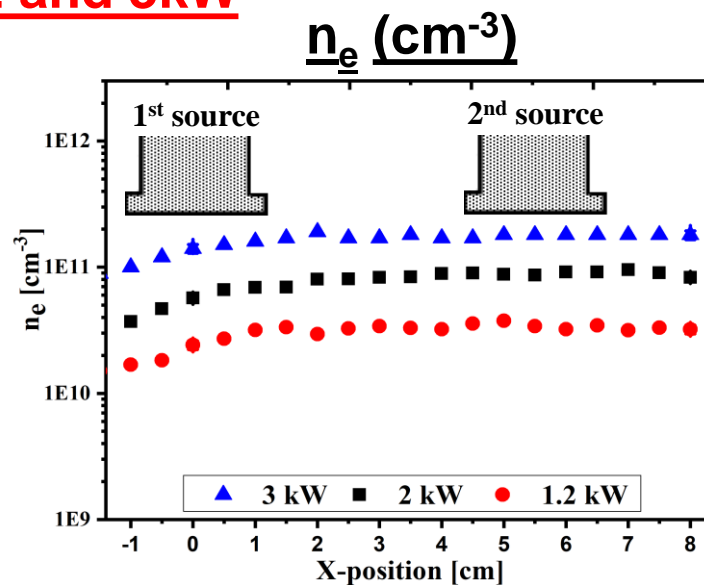 and 3kW
nₑ (cm⁻³)
1ˢᵗ source
2ⁿᵈ source
1E12
1E11
1E10
1E9
nₑ [cm⁻³]
-1 0 1 2 3 4 5 6 7 8
X-position [cm]
3 kW 2 kW 1.2 kW